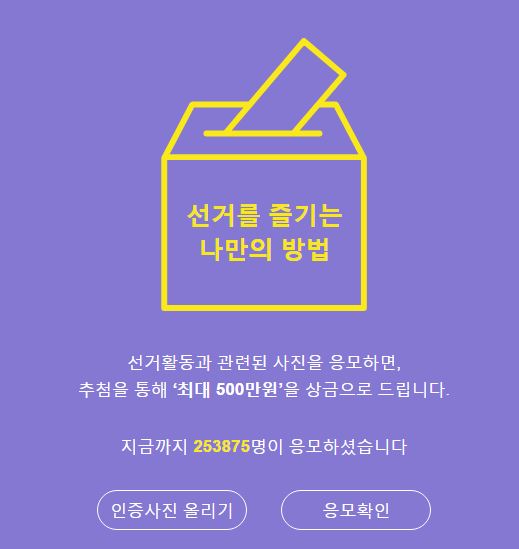 선거를 즐기는
나만의 방법
선거활동과 관련된 사진을 응모하면,
추첨을 통해 ‘최대 500만원’을 상금으로 드립니다.
지금까지 253875명이 응모하셨습니다
인증사진 올리기
응모확인